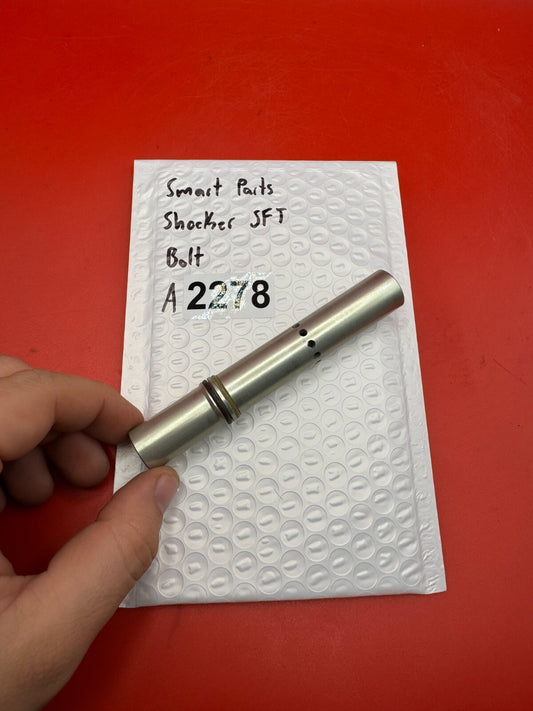 Smart Parts
Shocker SFT
Bolt
A 2278